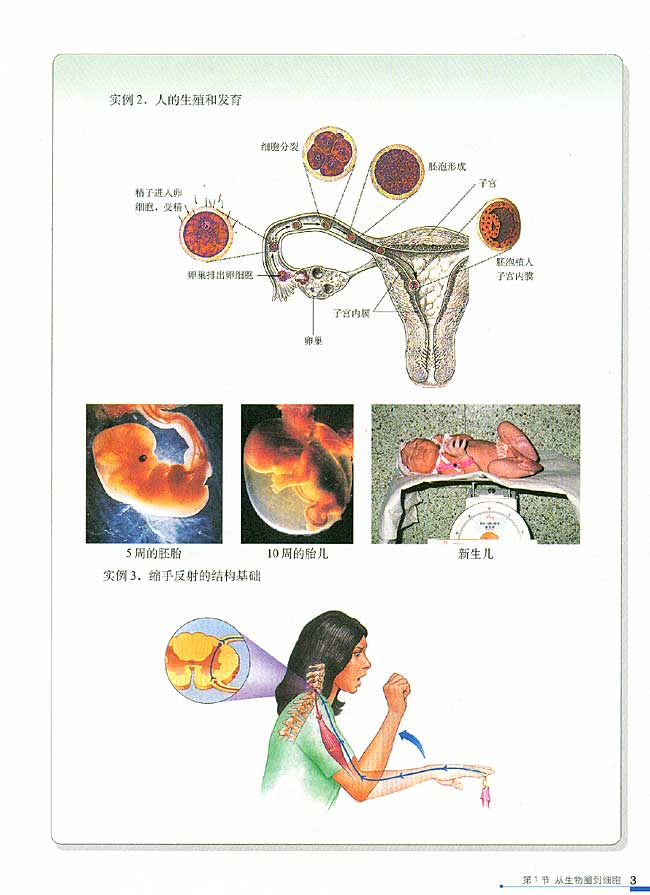 实例2．人的生殖和发育
细胞分裂
胚泡形成
子宫
精子进入卵
细胞，受精
胚泡植入
子宫内膜
卵巢排出卵细胞
子宫内膜
卵巢
5周的胚胎
10周的胎儿
新生儿
实例3．缩手反射的结构基础
第1节 从生物圈到细胞 3